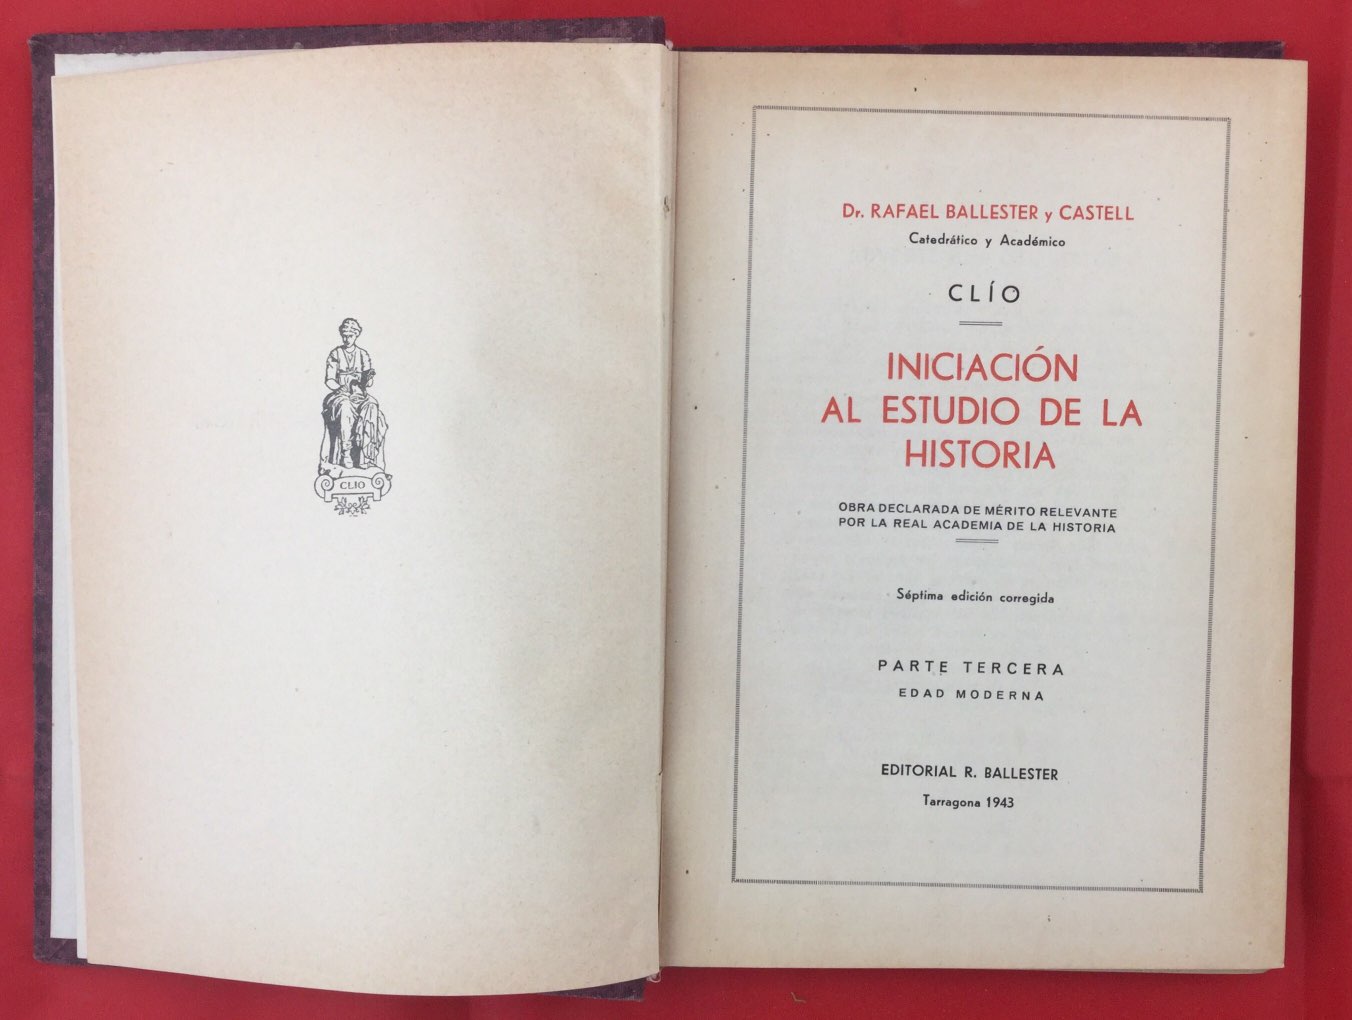 CLIO
Dr. RAFAEL BALLESTER y CASTELL
Catedrático y Académico
CLÍO
INICIACIÓN
AL ESTUDIO DE LA
HISTORIA
OBRA DECLARADA DE MÉRITO RELEVANTE
POR LA REAL ACADEMIA DE LA HISTORIA
Séptima edición corregida
PARTE TERCERA
EDAD MODERNA
EDITORIAL R. BALLESTER
Tarragona 1943